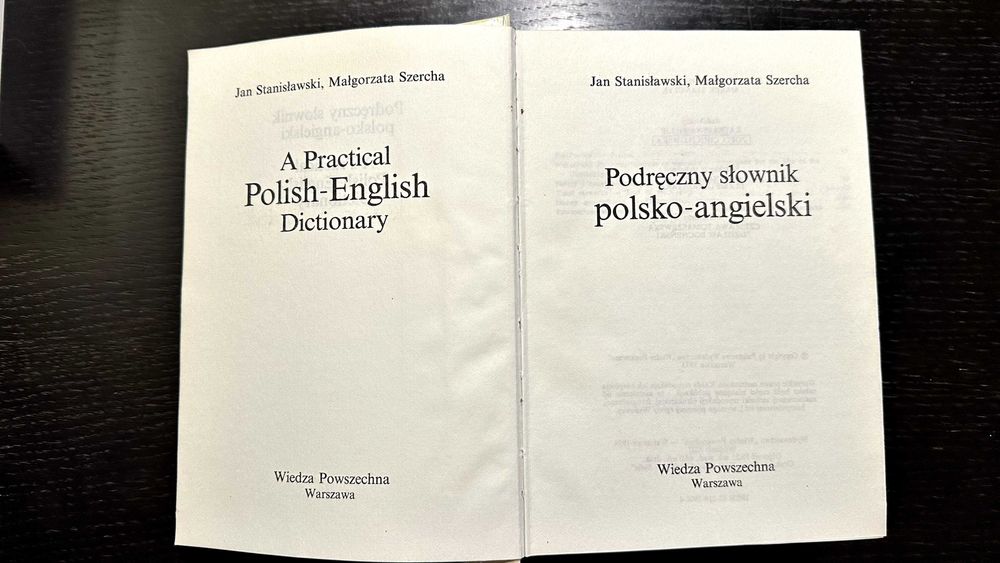 Jan Stanisławski, Małgorzata Szercha
A Practical
Polish-English
Dictionary
Wiedza Powszechna
Warszawa
Jan Stanisławski, Małgorzata Szercha
Podręczny słownik
polsko-angielski
Wiedza Powszechna
Warszawa